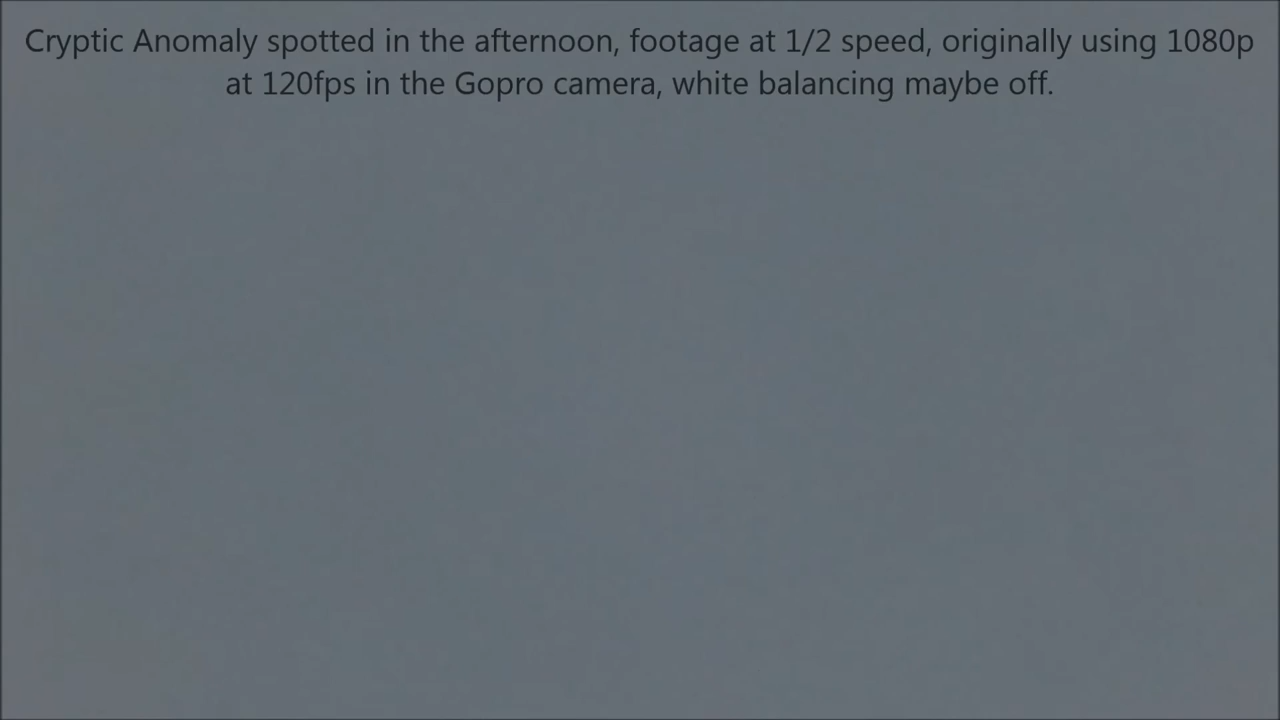 Cryptic Anomaly spotted in the afternoon, footage at 1/2 speed, originally using 1080p
at 120fps in the Gopro camera, white balancing maybe off.